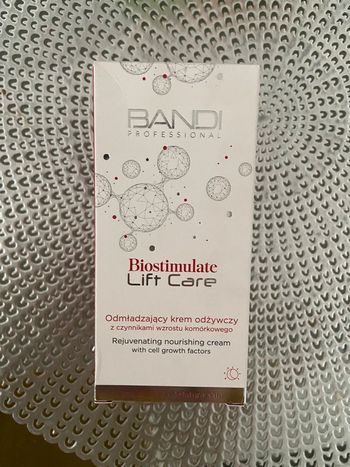 BANDI
PROFESSIONAL
Biostimulate
Lift Care
Odmładzający krem odżywczy
z czynnikami wzrostu komórkowego
Rejuvenating nourishing cream
with cell growth factors